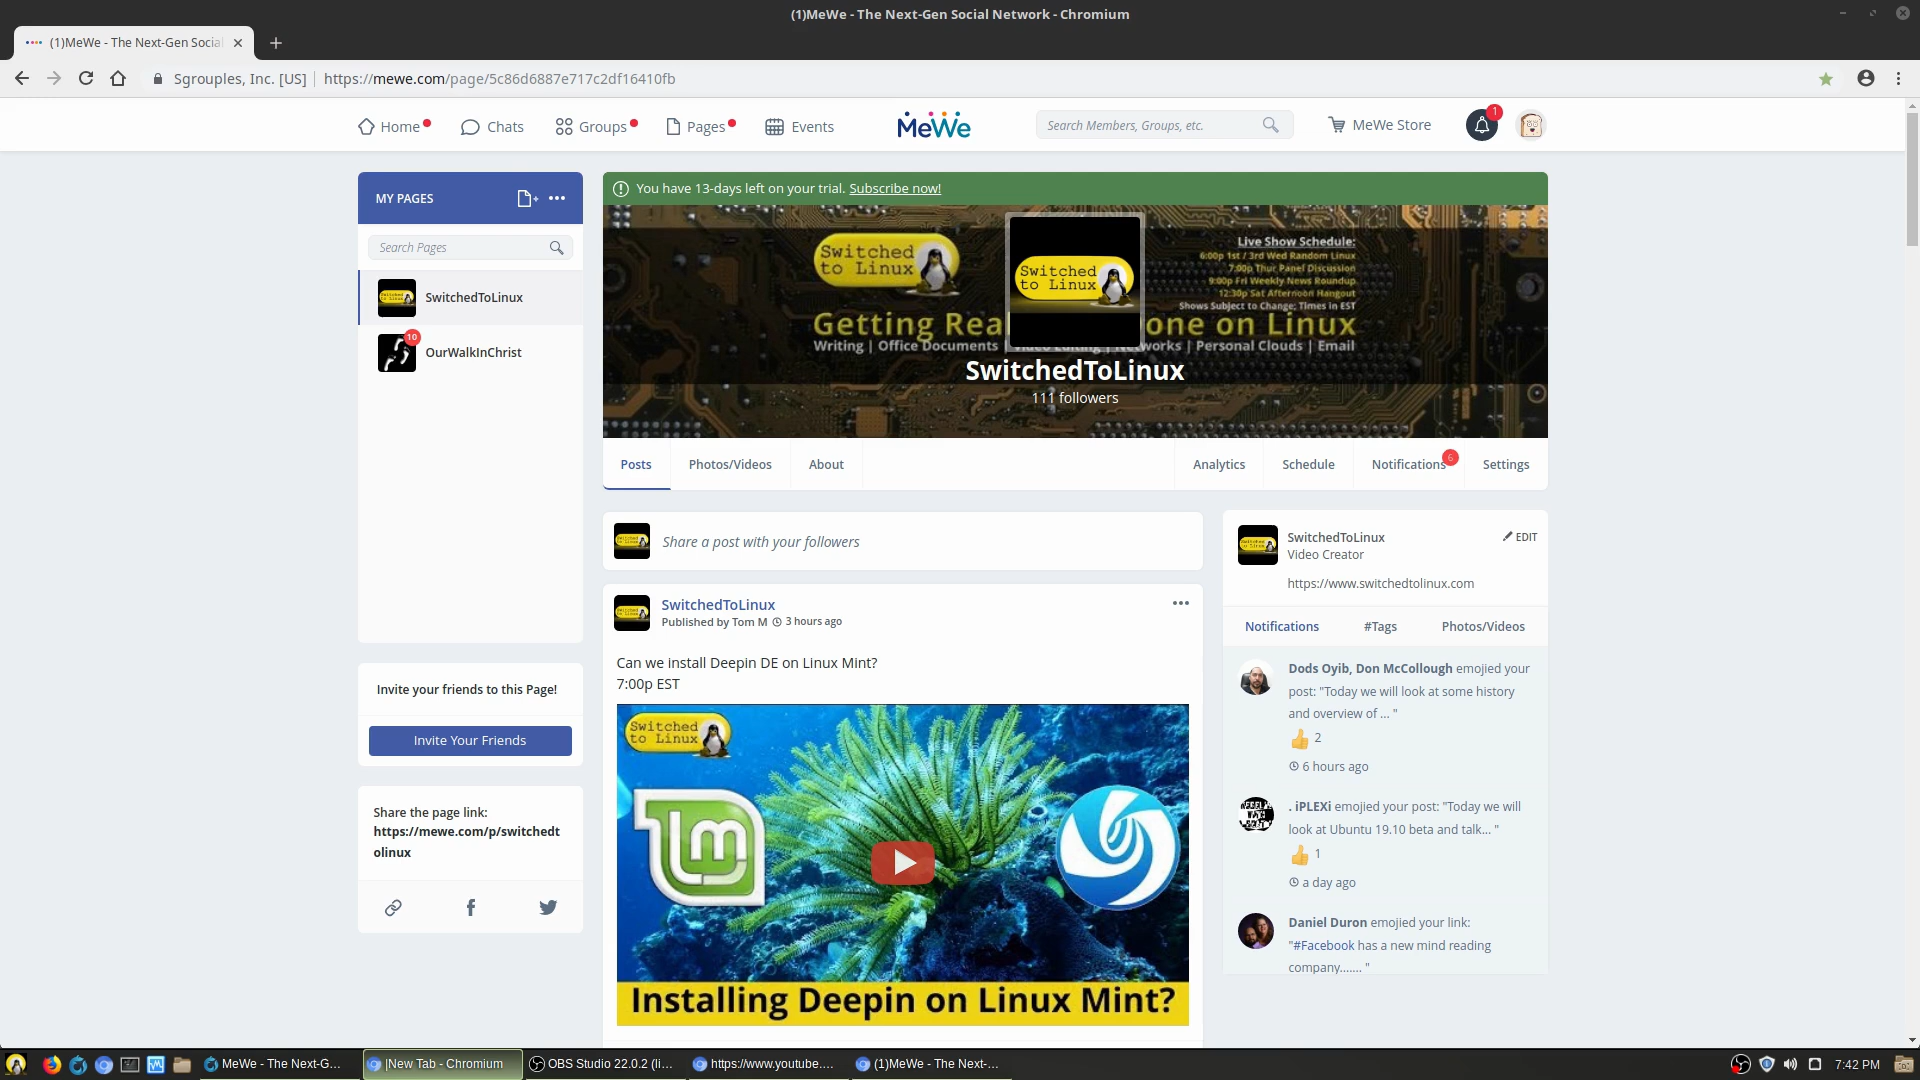 (1)MeWe - The Next-Gen Social Network - Chromium
(1)MeWe - The Next-Gen Social
Sgrouples, Inc. [US] https://mewe.com/page/5c86d6887e717c2df16410fb
Home Chats Groups Pages Events MeWe Search Members, Groups, etc. MeWe Store 1
MY PAGES
Search Pages
SwitchedToLinux
10
OurWalkInChrist
Invite your friends to this Page!
Invite Your Friends
Share the page link:
https://mewe.com/p/switchedt
olinux
You have 13-days left on your trial. Subscribe now!
Switched
to Linux
Switched
to Linux
Live Show Schedule:
6:00p 1st / 3rd Wed Random Linux
7:00p Thur Panel Discussion
9:00p Fri Weekly News Roundup
12:30p Sat Afternoon Hangout
Shows Subject to Change; Times in EST
Getting Rea one on Linux
Writing | Office Documents | Video Editing | Networks | Personal Clouds | Email
SwitchedToLinux
111 followers
Posts Photos/Videos About Analytics Schedule Notifications 6 Settings
Share a post with your followers
SwitchedToLinux
Published by Tom M 3 hours ago
Can we install Deepin DE on Linux Mint?
7:00p EST
Switched
to Linux
Installing Deepin on Linux Mint?
SwitchedToLinux
EDIT
Video Creator
https://www.switchedtolinux.com
Notifications #Tags Photos/Videos
Dods Oyib, Don McCollough emojied your
post: "Today we will look at some history
and overview of ... "
2
6 hours ago
. iPLEXi emojied your post: "Today we will
look at Ubuntu 19.10 beta and talk... "
1
a day ago
Daniel Duron emojied your link:
"#Facebook has a new mind reading
company....... "
MeWe - The Next-G... |New Tab - Chromium OBS Studio 22.0.2 (li... https://www.youtube.... (1)MeWe - The Next-... 7:42 PM